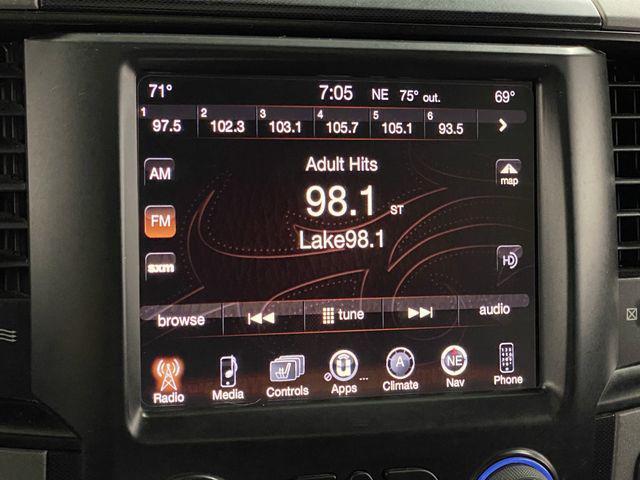 71° 7:05 NE 75° out. 69°
1 2 3 4 5 6
97.5 102.3 103.1 105.7 105.1 93.5
Adult Hits
AM 98.1 ST map
FM Lake98.1
sxm HD
browse tune audio
A NE
Radio Media Controls Apps ... Climate Nav Phone